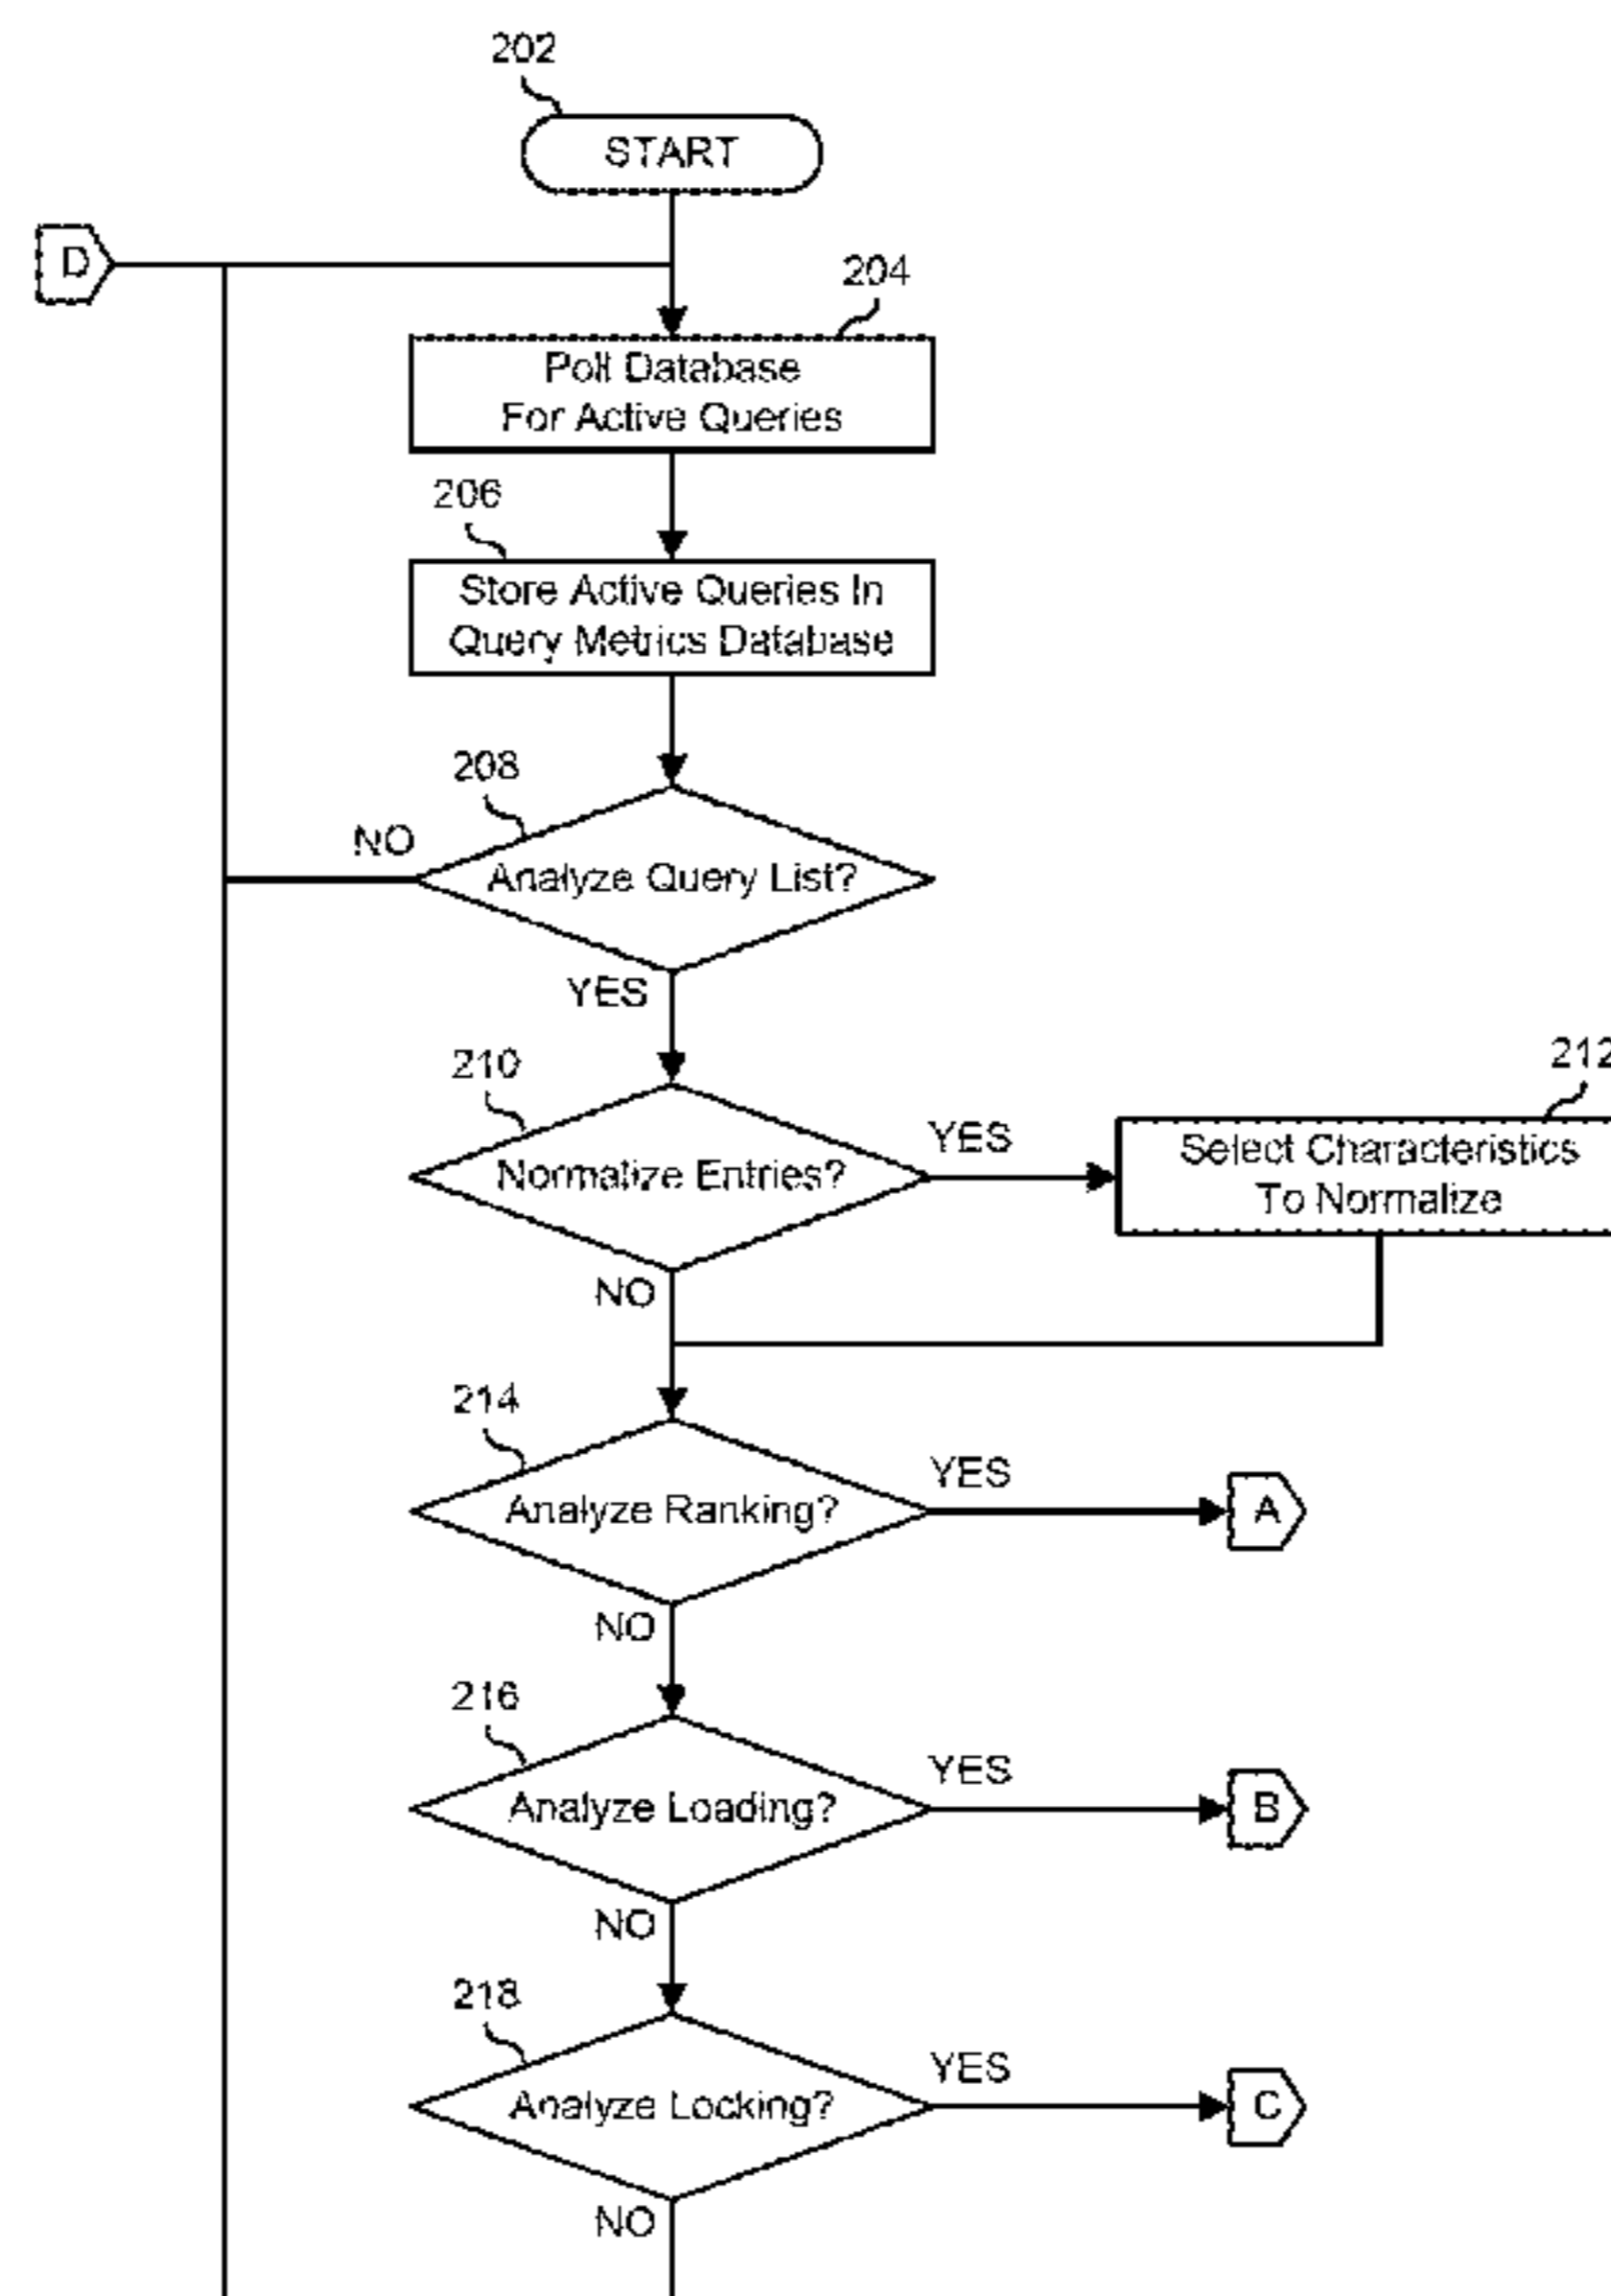 202
START
D
204
Poll Database
For Active Queries
206
Store Active Queries In
Query Metrics Database
208
NO
Analyze Query List?
YES
210
212
Normalize Entries?
YES
Select Characteristics
To Normalize
NO
214
Analyze Ranking?
YES
A
NO
216
Analyze Loading?
YES
B
NO
218
Analyze Locking?
YES
C
NO